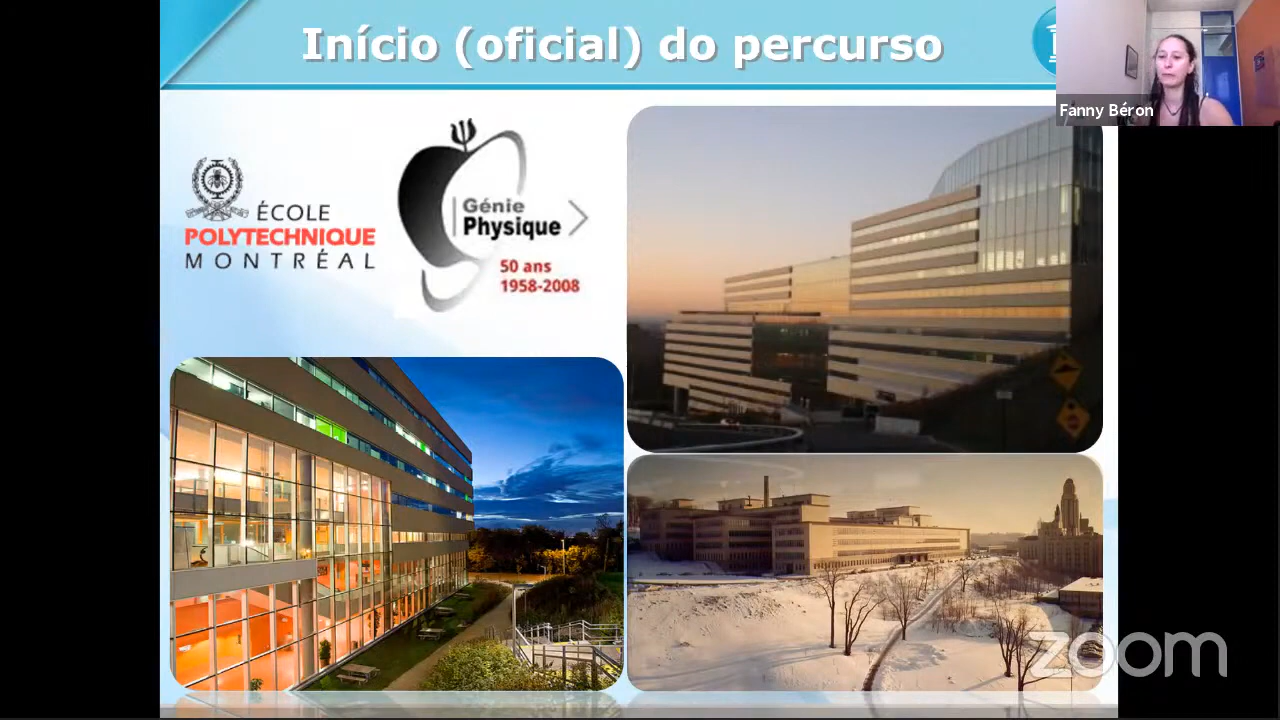 Início (oficial) do percurso
Fanny Béron
ÉCOLE
POLYTECHNIQUE
MONTRÉAL
Génie
Physique
50 ans
1958-2008
zoom